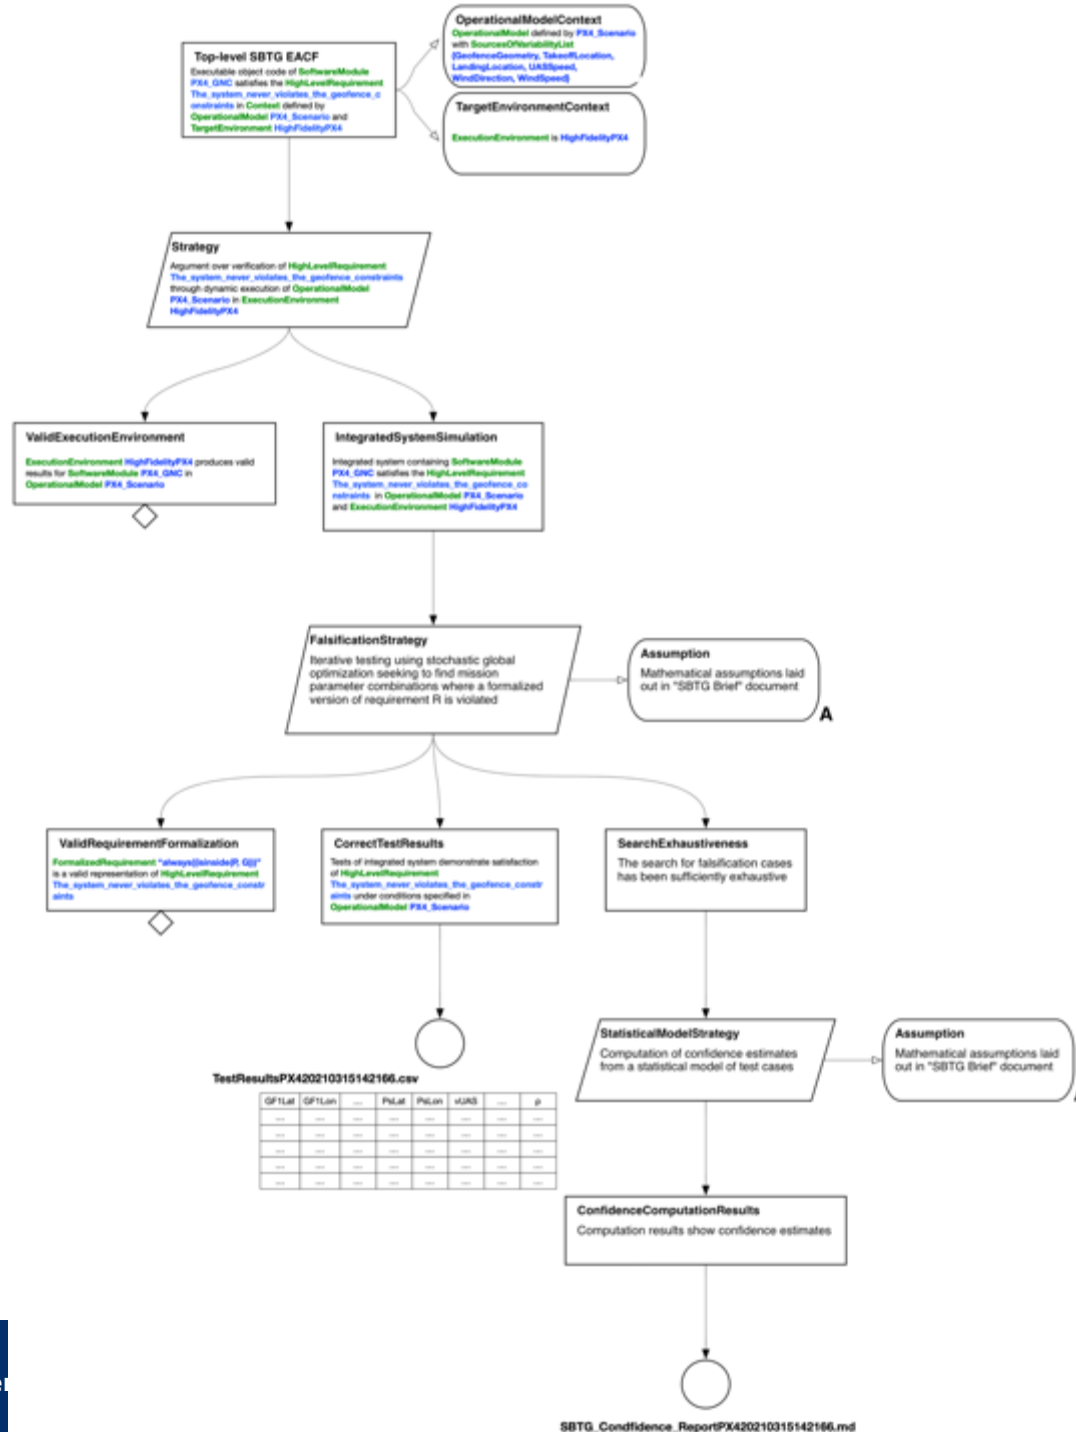 OperationalModelContext
OperationalModel defined by PX4_Scenario
with SourcesOfVariabilityList
{GeofenceGeometry, TakeoffLocation,
LandingLocation, UASSpeed,
WindDirection, WindSpeed}
Top-level SBTG EACF
Executable object code of SoftwareModule
PX4_GNC satisfies the HighLevelRequirement
The_system_never_violates_the_geofence_c
onstraints in Context defined by
OperationalModel PX4_Scenario and
TargetEnvironment HighFidelityPX4
TargetEnvironmentContext
ExecutionEnvironment is HighFidelityPX4
Strategy
Argument over verification of HighLevelRequirement
The_system_never_violates_the_geofence_constraints
through dynamic execution of OperationalModel
PX4_Scenario in ExecutionEnvironment
HighFidelityPX4
ValidExecutionEnvironment
ExecutionEnvironment HighFidelityPX4 produces valid
results for SoftwareModule PX4_GNC in
OperationalModel PX4_Scenario
IntegratedSystemSimulation
Integrated system containing SoftwareModule
PX4_GNC satisfies the HighLevelRequirement
The_system_never_violates_the_geofence_co
nstraints in OperationalModel PX4_Scenario
and ExecutionEnvironment HighFidelityPX4
FalsificationStrategy
Iterative testing using stochastic global
optimization seeking to find mission
parameter combinations where a formalized
version of requirement R is violated
Assumption
Mathematical assumptions laid
out in "SBTG Brief" document
A
ValidRequirementFormalization
FormalizedRequirement
is a valid representation of HighLevelRequirement
The_system_never_violates_the_geofence_constr
aints
CorrectTestResults
Tests of integrated system demonstrate satisfaction
of HighLevelRequirement
The_system_never_violates_the_geofence_constr
aints under conditions specified in
OperationalModel PX4_Scenario
SearchExhaustiveness
The search for falsification cases
has been sufficiently exhaustive
StatisticalModelStrategy
Computation of confidence estimates
from a statistical model of test cases
Assumption
Mathematical assumptions laid
out in "SBTG Brief" document
TestResultsPX420210315142166.csv
GF1Lat GF1Lon ... PsLat PsLon vUAS ... ρ
... ... ... ... ... ... ... ...
... ... ... ... ... ... ... ...
... ... ... ... ... ... ... ...
... ... ... ... ... ... ... ...
... ... ... ... ... ... ... ...
ConfidenceComputationResults
Computation results show confidence estimates
SBTG_Condfidence_ReportPX420210315142166.md